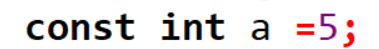 const int a =5;